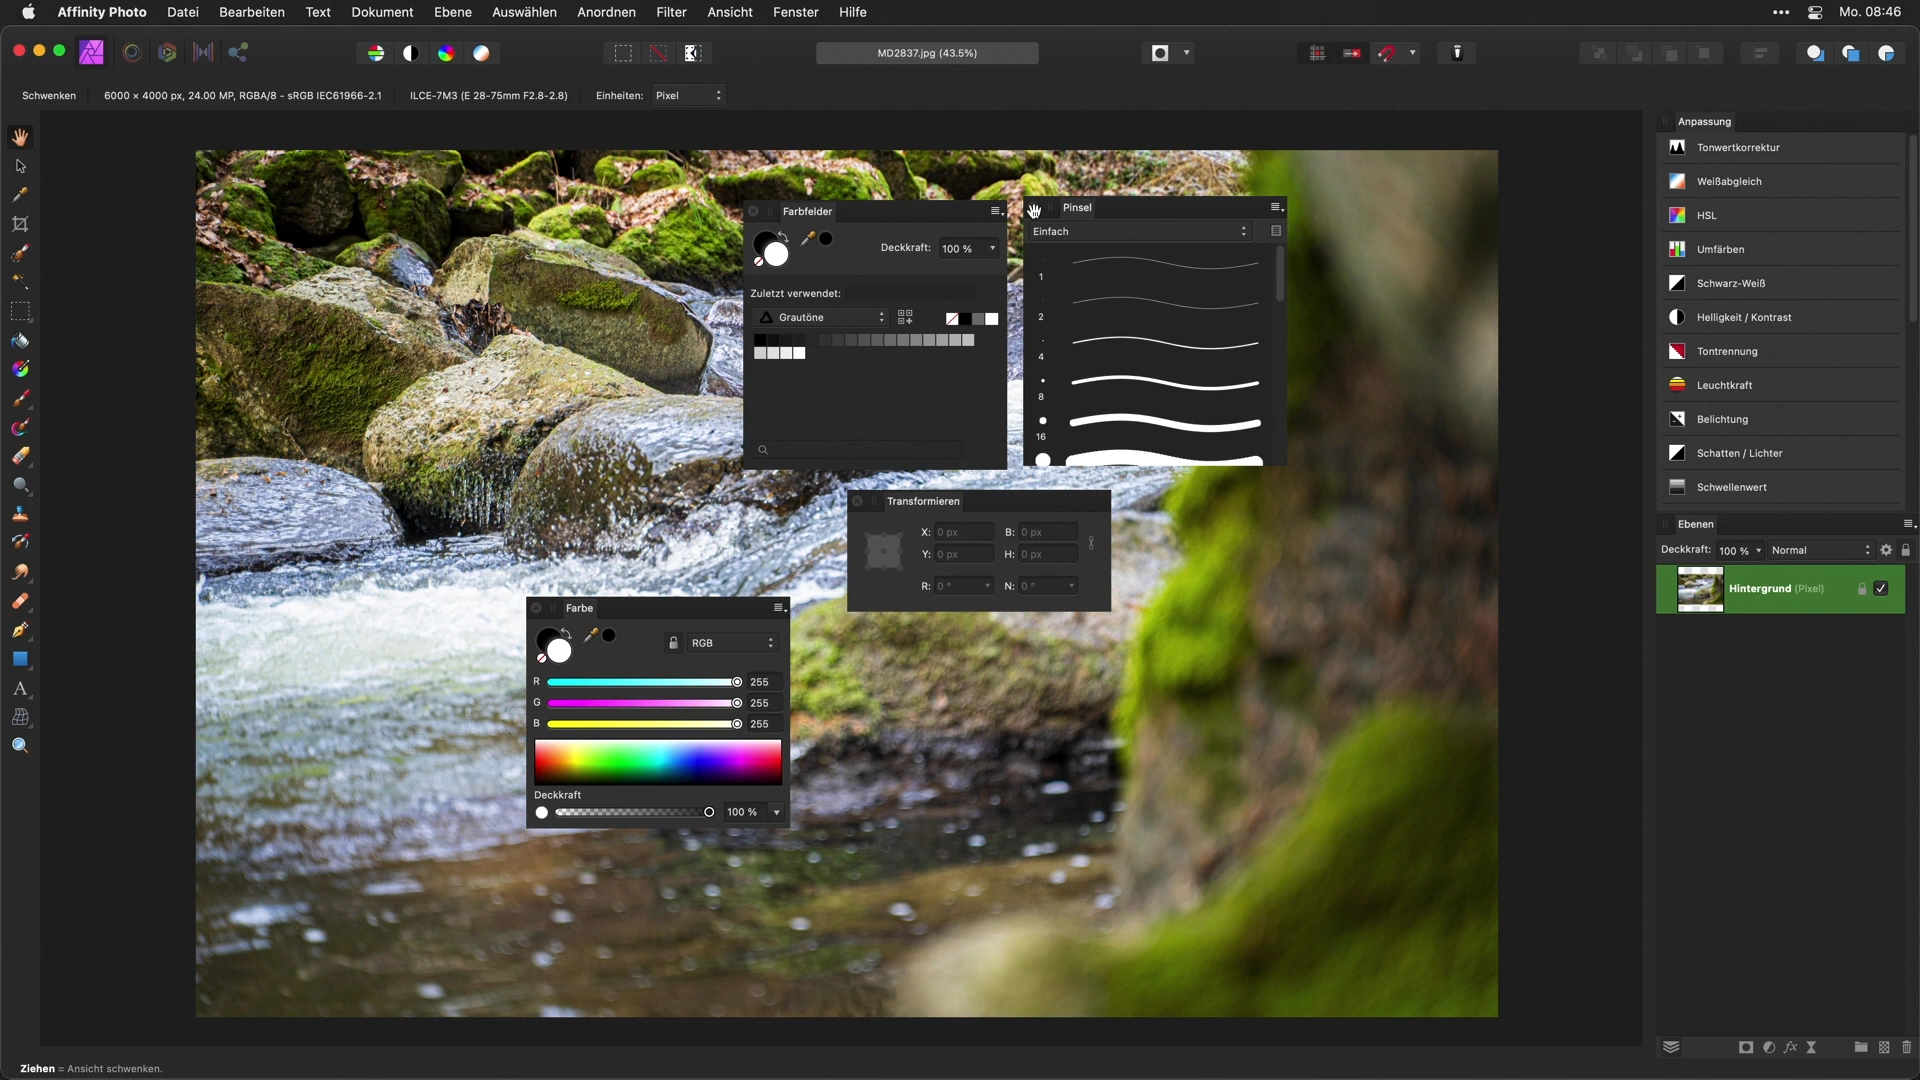 Affinity Photo Datei Bearbeiten Text Dokument Ebene Auswählen Anordnen Filter Ansicht Fenster Hilfe Mo. 08:46
MD2837.jpg (43.5%)
Schwenken 6000 × 4000 px, 24.00 MP, RGBA/8 - sRGB IEC61966-2.1 ILCE-7M3 (E 28-75mm F2.8-2.8) Einheiten: Pixel
Farbfelder
Deckkraft: 100 %
Zuletzt verwendet:
Grautöne
Pinsel
Einfach
1
2
4
8
16
Transformieren
X: 0 px B: 0 px
Y: 0 px H: 0 px
R: 0 ° N: 0 °
Farbe
RGB
R 255
G 255
B 255
Deckkraft
100 %
Anpassung
Tonwertkorrektur
Weißabgleich
HSL
Umfärben
Schwarz-Weiß
Helligkeit / Kontrast
Tontrennung
Leuchtkraft
Belichtung
Schatten / Lichter
Schwellenwert
Ebenen
Deckkraft: 100 % Normal
Hintergrund (Pixel)
A
fx
Ziehen = Ansicht schwenken.